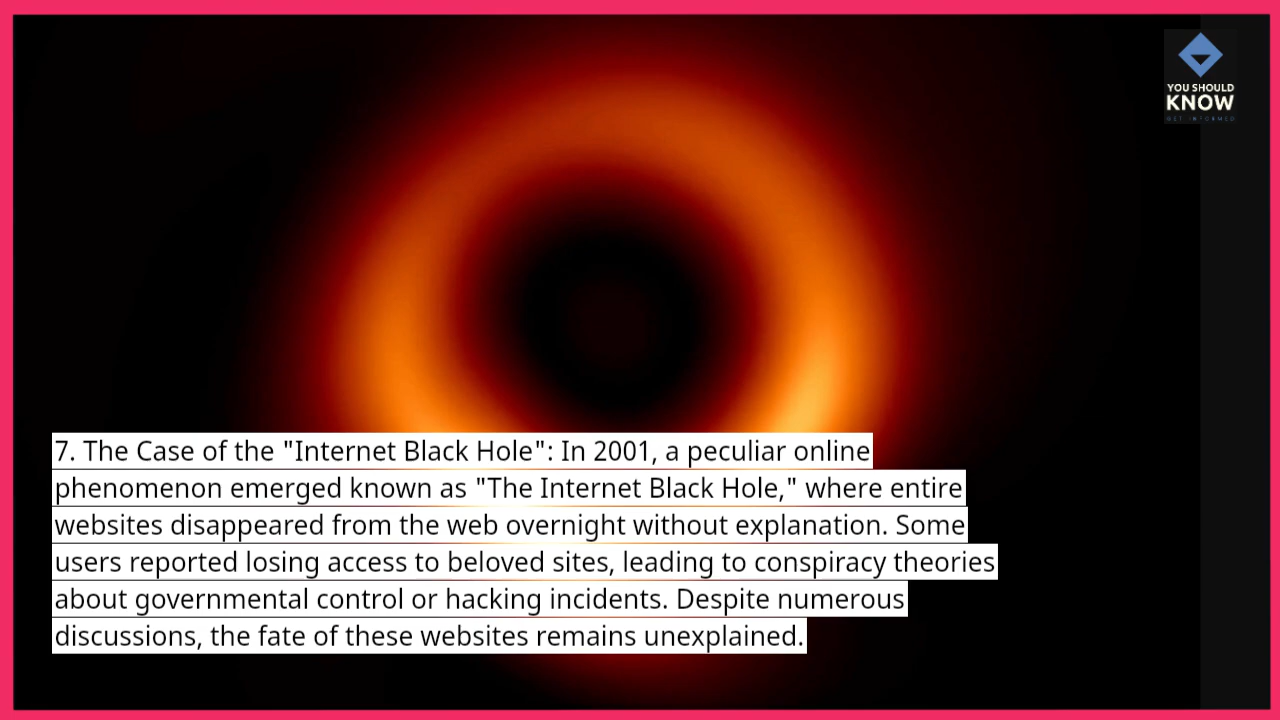 YOU SHOULD
KNOW
GET INFORMED
7. The Case of the "Internet Black Hole": In 2001, a peculiar online
phenomenon emerged known as "The Internet Black Hole," where entire
websites disappeared from the web overnight without explanation. Some
users reported losing access to beloved sites, leading to conspiracy theories
about governmental control or hacking incidents. Despite numerous
discussions, the fate of these websites remains unexplained.